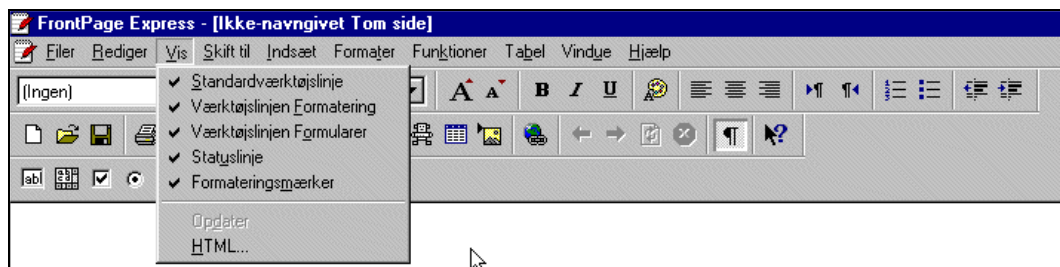 FrontPage Express - [Ikke-navngivet Tom side]
Filer Rediger Vis Skift til Indsæt Formater Funktioner Tabel Vindue Hjælp
(Ingen)
Standardværktøjslinje
Værktøjslinjen Formatering
Værktøjslinjen Formularer
Statuslinje
Formateringsmærker
Opdater
HTML...